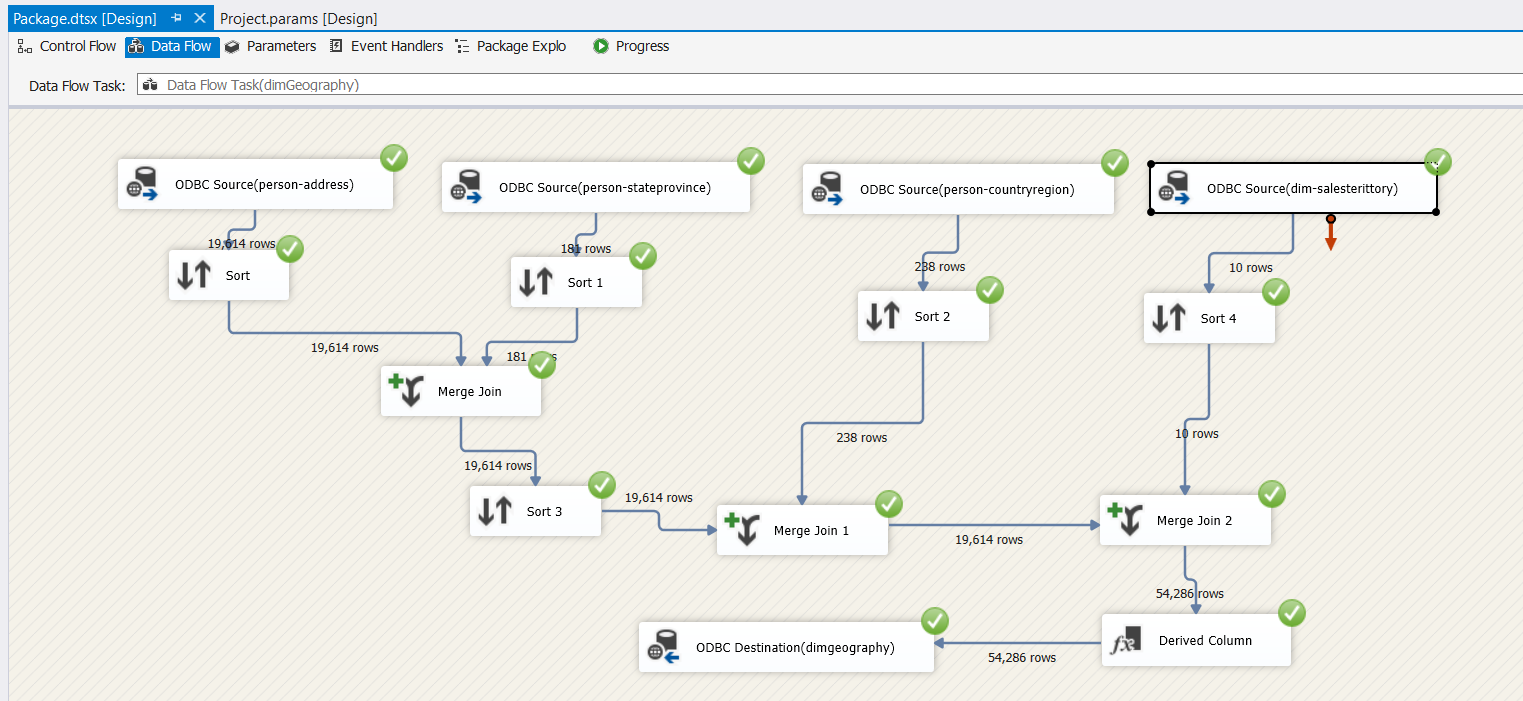 Package.dtsx [Design]
Project.params [Design]
Control Flow
Data Flow
Parameters
Event Handlers
Package Explo
Progress
Data Flow Task:
Data Flow Task(dimGeography)
ODBC Source(person-address)
ODBC Source(person-stateprovince)
ODBC Source(person-countryregion)
ODBC Source(dim-salesterittory)
19,614 rows
181 rows
238 rows
10 rows
Sort
Sort 1
Sort 2
Sort 4
19,614 rows
181 rows
Merge Join
238 rows
10 rows
19,614 rows
19,614 rows
Sort 3
Merge Join 1
Merge Join 2
19,614 rows
54,286 rows
Derived Column
ODBC Destination(dimgeography)
54,286 rows